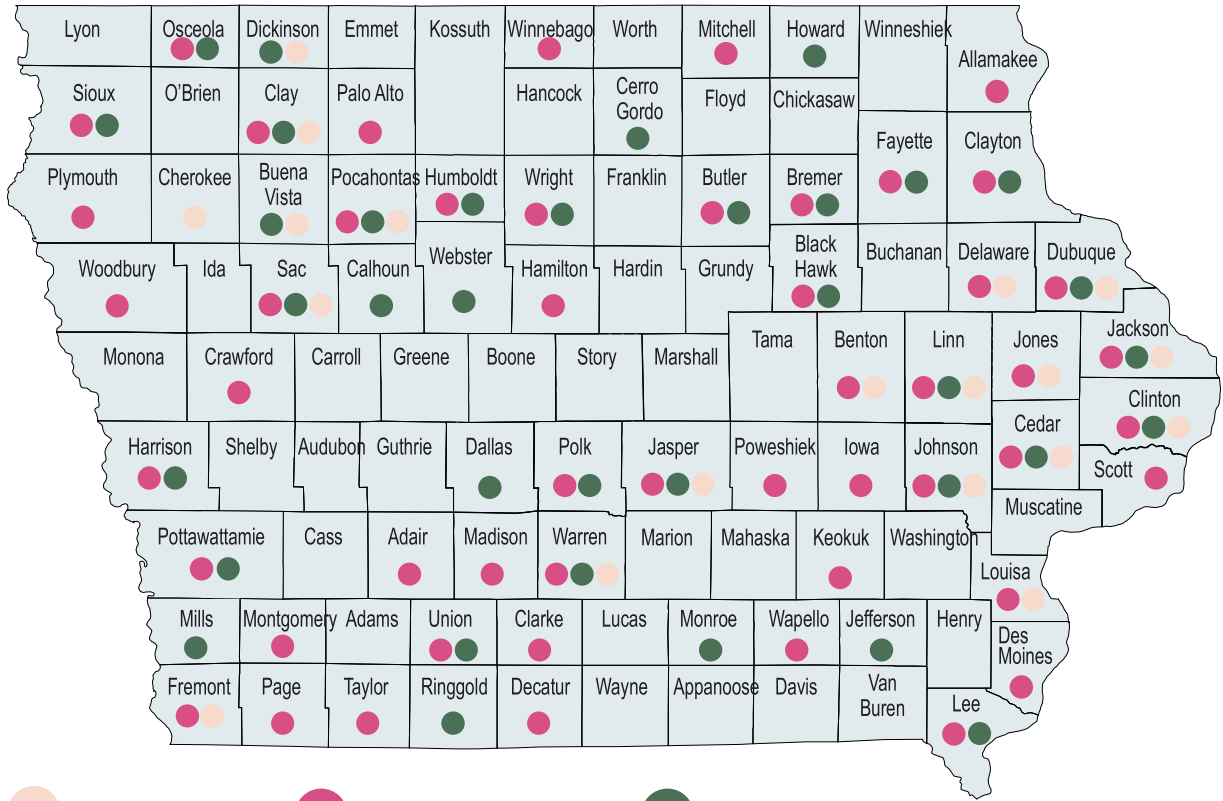 Lyon
Osceola
Dickinson
Emmet
Kossuth
Winnebago
Worth
Mitchell
Howard
Winneshiek
Allamakee
Sioux
O'Brien
Clay
Palo Alto
Hancock
Cerro
Gordo
Floyd
Chickasaw
Fayette
Clayton
Plymouth
Cherokee
Buena
Vista
Pocahontas
Humboldt
Wright
Franklin
Butler
Bremer
Woodbury
Ida
Sac
Calhoun
Webster
Hamilton
Hardin
Grundy
Black
Hawk
Buchanan
Delaware
Dubuque
Monona
Crawford
Carroll
Greene
Boone
Story
Marshall
Tama
Benton
Linn
Jones
Jackson
Clinton
Harrison
Shelby
Audubon
Guthrie
Dallas
Polk
Jasper
Poweshiek
Iowa
Johnson
Cedar
Scott
Muscatine
Pottawattamie
Cass
Adair
Madison
Warren
Marion
Mahaska
Keokuk
Washington
Louisa
Mills
Montgomery
Adams
Union
Clarke
Lucas
Monroe
Wapello
Jefferson
Henry
Des
Moines
Fremont
Page
Taylor
Ringgold
Decatur
Wayne
Appanoose
Davis
Van
Buren
Lee